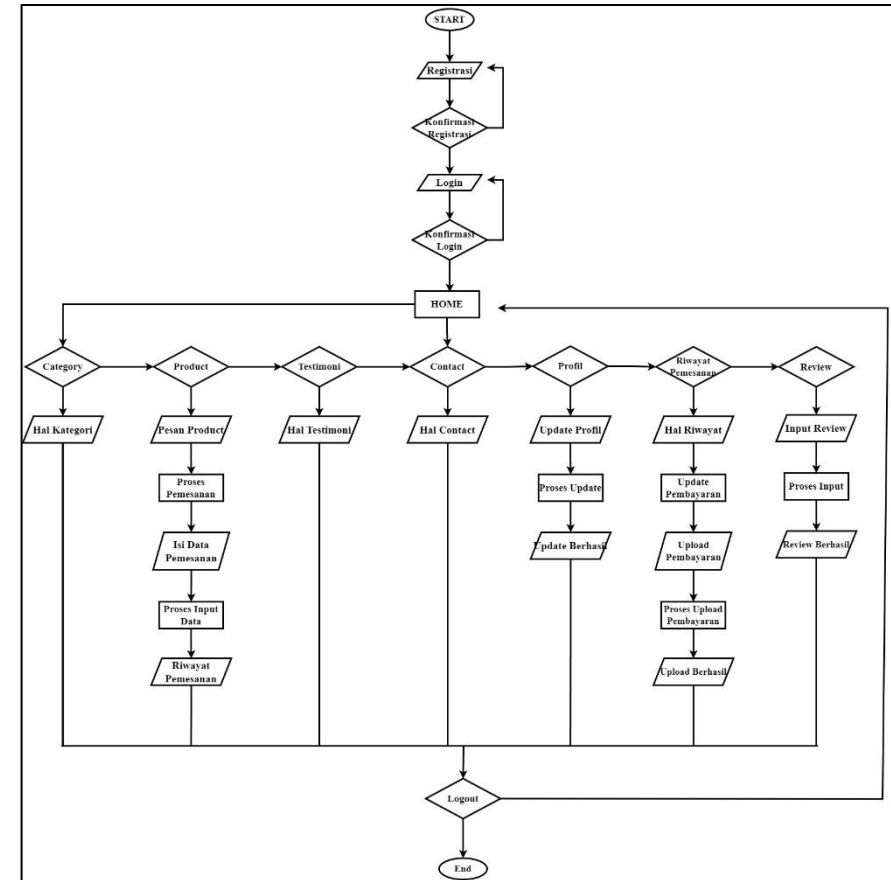 START
Registrasi
Konfirmasi
Registrasi
Login
Konfirmasi
Login
HOME
Category
Product
Testimoni
Contact
Profil
Riwayat
Pemesanan
Review
Hal Kategori
Pesan Product
Hal Testimoni
Hal Contact
Update Profil
Hal Riwayat
Input Review
Proses
Pemesanan
Proses Update
Update
Pembayaran
Proses Input
Isi Data
Pemesanan
Update Berhasil
Upload
Pembayaran
Review Berhasil
Proses Input
Data
Proses Upload
Pembayaran
Riwayat
Pemesanan
Upload Berhasil
Logout
End